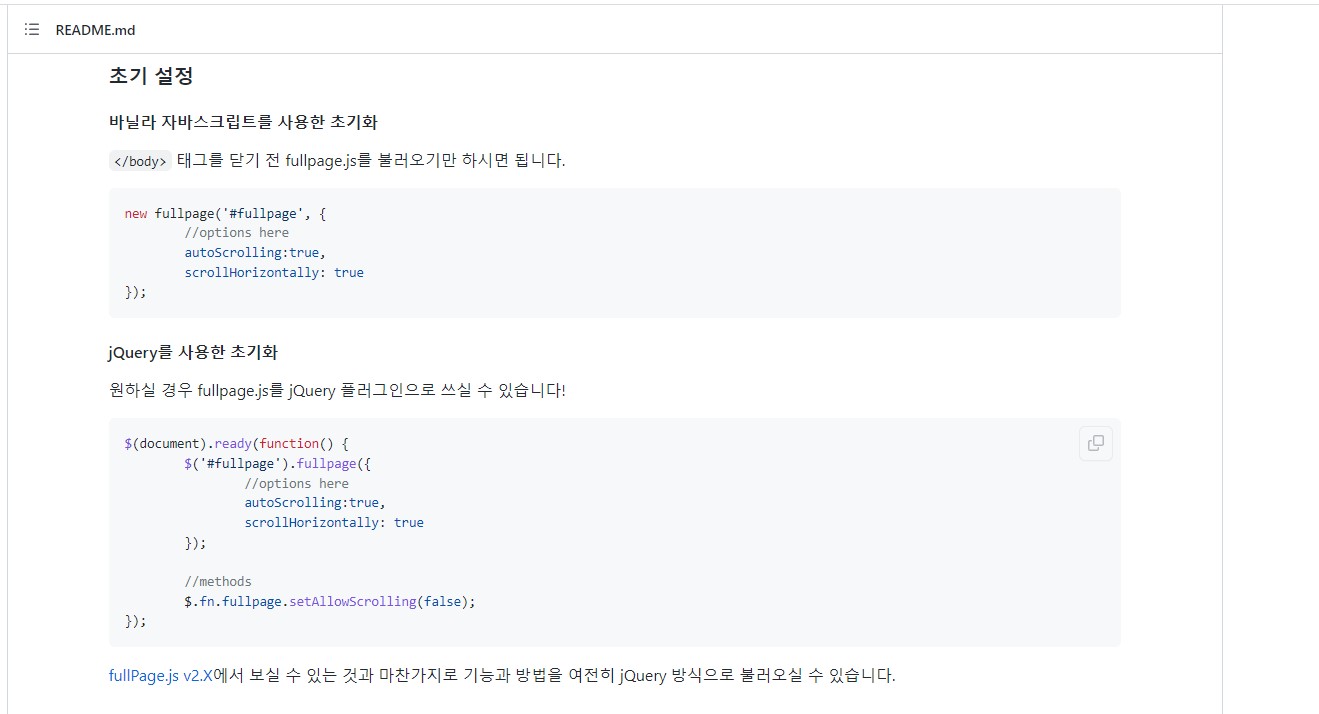 README.md
초기 설정
바닐라 자바스크립트를 사용한 초기화
</body> 태그를 닫기 전 fullpage.js를 불러오기만 하시면 됩니다.
new fullpage('#fullpage', {
//options here
autoScrolling:true,
scrollHorizontally: true
});
jQuery를 사용한 초기화
원하실 경우 fullpage.js를 jQuery 플러그인으로 쓰실 수 있습니다!
$(document).ready(function() {
$('#fullpage').fullpage({
//options here
autoScrolling:true,
scrollHorizontally: true
});
//methods
$.fn.fullpage.setAllowScrolling(false);
});
fullPage.js v2.X에서 보실 수 있는 것과 마찬가지로 기능과 방법을 여전히 jQuery 방식으로 불러오실 수 있습니다.